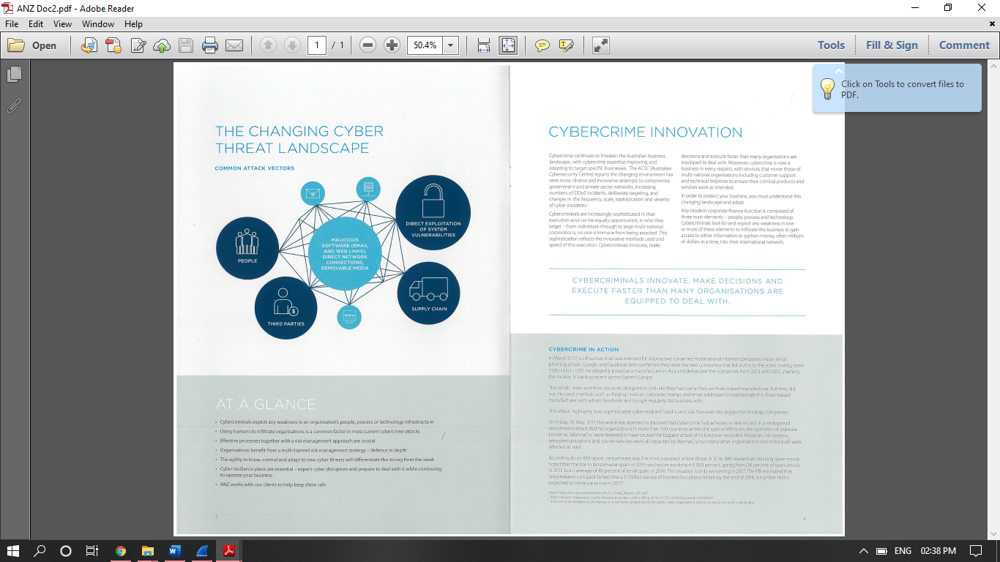 ANZ Doc2.pdf - Adobe Reader
File Edit View Window Help
Open
1 / 1
50.4%
Tools
Fill & Sign
Comment
Click on Tools to convert files to
PDF.
THE CHANGING CYBER
THREAT LANDSCAPE
COMMON ATTACK VECTORS
DIRECT EXPLOITATION
OF SYSTEM
VULNERABILITIES
PEOPLE
MALICIOUS
SOFTWARE (EMAIL
AND WEB LINKS),
DIRECT NETWORK
CONNECTIONS,
REMOVABLE MEDIA
$
THIRD PARTIES
WWW
SUPPLY CHAIN
AT A GLANCE
• Cybercriminals exploit any weakness in an organisation's people, process or technology infrastructure
• Using humans to infiltrate organisations is a common factor in most current cyberattacks
• Effective processes together with a risk management approach are crucial
• Organisations benefit from a multi-layered risk management strategy – 'defence in depth'
• The agility to know, control and adapt to new cyber threats will differentiate the strong from the weak
• Cyber resilience plans are essential – expect cyber disruption and prepare to deal with it while continuing
to operate your business
• ANZ works with our clients to help keep them safe
3
CYBERCRIME INNOVATION
Cybercrime continues to threaten the Australian business
landscape, with cybercrime expertise improving and
adapting to target specific businesses. The ACSC (Australian
Cybersecurity Centre) reports the changing environment has
seen more diverse and innovative attempts to compromise
government and private sector networks, increasing
numbers of DDoS incidents, deliberate targeting, and
changes in the frequency, scale, sophistication and severity
of cyber incidents.¹
Cybercriminals are increasingly sophisticated in their
execution and can be equally opportunistic in who they
target – from individuals through to large multi-national
corporations, no one is immune from being attacked. This
sophistication reflects the innovative methods used and
speed of the execution. Cybercriminals innovate, make
decisions and execute faster than many organisations are
equipped to deal with. Moreover, cybercrime is now a
business in every respect, with services that mirror those of
multi-national organisations including customer support
and technical helplines to ensure their criminal products and
services work as intended.
In order to protect your business, you must understand this
changing landscape and adapt.
Any modern corporate finance function is comprised of
three main elements – people, process and technology.
Cybercriminals look for and exploit any weakness in one
or more of these elements to infiltrate the business to gain
access to either information or syphon money, often millions
of dollars at a time, into their international network.
CYBERCRIMINALS INNOVATE, MAKE DECISIONS AND
EXECUTE FASTER THAN MANY ORGANISATIONS ARE
EQUIPPED TO DEAL WITH.
CYBERCRIME IN ACTION
In March 2017, a Lithuanian man was arrested for duping two unnamed multinational internet companies via an email
phishing attack. Google and Facebook later confirmed they were the two companies that fell victim to the scam costing them
$100 million USD. He allegedly posed as a manufacturer in Asia and defrauded the companies from 2013 until 2015, stashing
the money in bank accounts across Eastern Europe.
The emails were sent from accounts designed to look like they had come from an Asian-based manufacturer, but they did
not. He used methods such as forging invoices, corporate stamps and email addresses to impersonate this Asian-based
manufacturer with whom Facebook and Google regularly did business with.
This attack highlights how sophisticated cyber enabled fraud scams can fool even the biggest technology companies.
On Friday, 12 May, 2017, the world was alarmed to discover that cybercrime had achieved a new record. In a widespread
ransomware attack that hit organizations in more than 100 countries within the span of 48 hours, the operators of malware
known as 'WannaCry' were believed to have caused the biggest attack of its kind ever recorded. Hospitals, rail systems,
telecommunications and courier services were all impacted by WannaCry but many other organisations and individuals were
affected as well.
According to an IBM report, ransomware was the most prevalent online threat in 2016. IBM researchers tracking spam trends
noted that the rise in ransomware spam in 2016 reached an exorbitant 6,000 percent, going from 0.6 percent of spam emails
in 2015 to an average of 40 percent of email spam in 2016. The situation is only worsening in 2017. The FBI estimated that
ransomware is on pace to become a $1 billion source of income for cybercriminals by the end of 2016, a number that is
expected to continue to rise in 2017.
4
ENG 02:38 PM